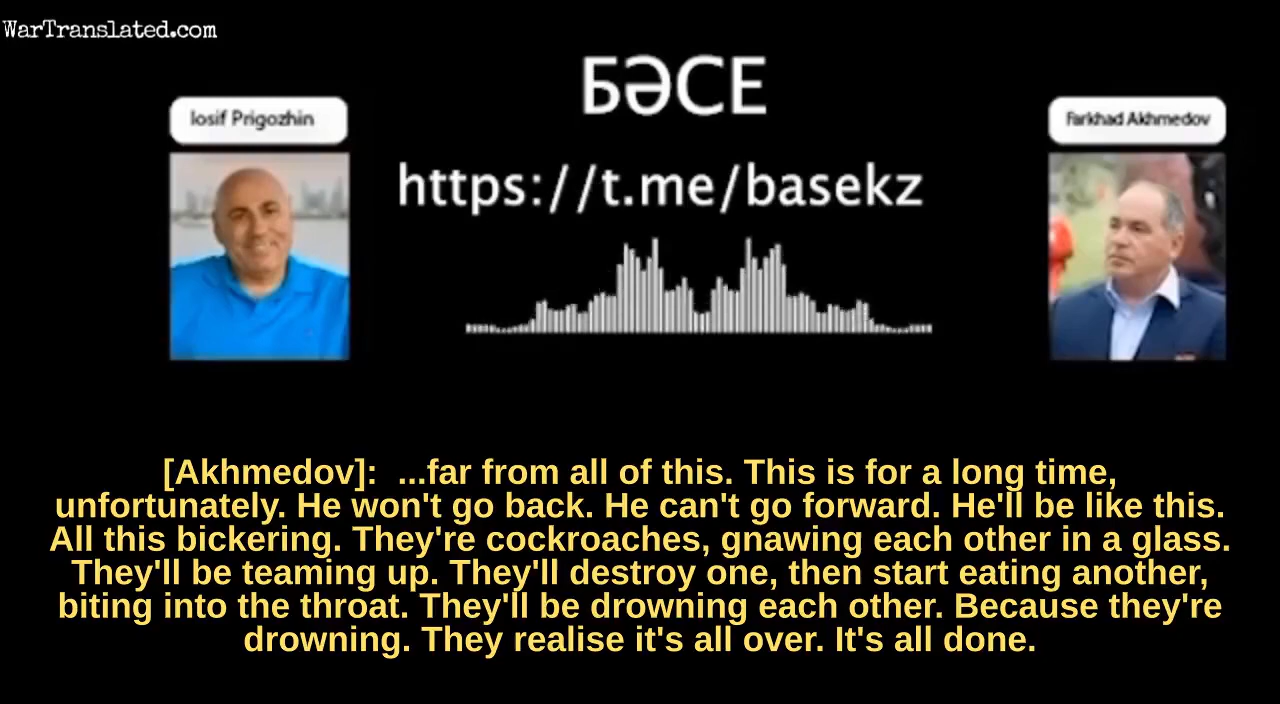 WarTranslated.com
БӘСЕ
Iosif Prigozhin
Farkhad Akhmedov
https://t.me/basekz
[Akhmedov]:  ...far from all of this. This is for a long time,
unfortunately. He won't go back. He can't go forward. He'll be like this.
All this bickering. They're cockroaches, gnawing each other in a glass.
They'll be teaming up. They'll destroy one, then start eating another,
biting into the throat. They'll be drowning each other. Because they're
drowning. They realise it's all over. It's all done.